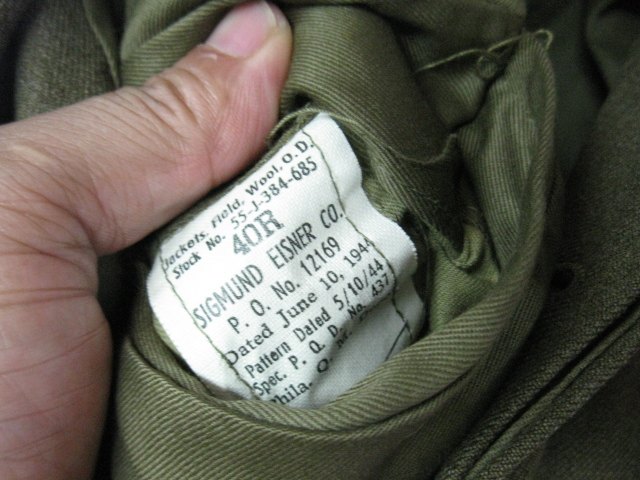 Jackets, Field, Wool, O.D.
Stock No. 55-J-384-685
40R
SIGMUND EISNER CO.
P. O. No. 12169
Dated June 10, 1944
Pattern Dated 5/10/44
Spec. P. Q. D. No. 437
Phila. Q.